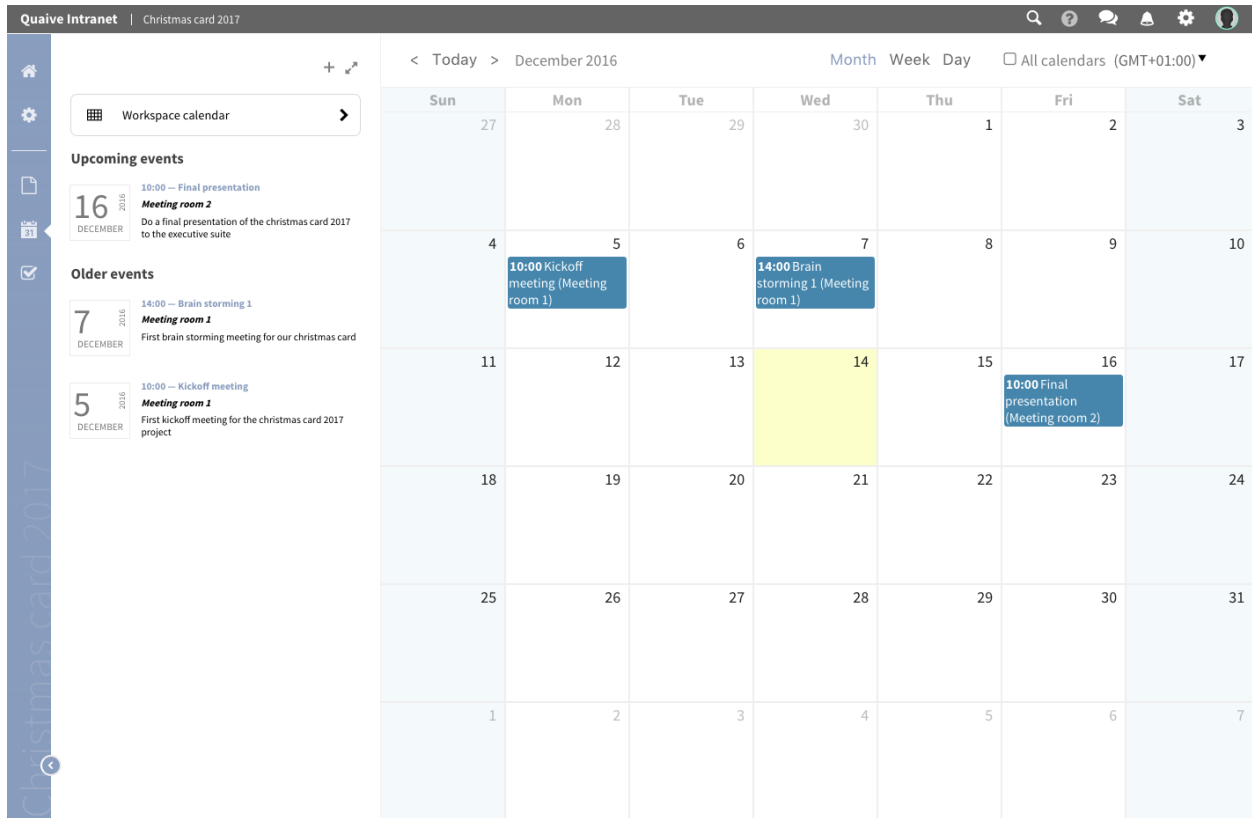 Quaive Intranet | Christmas card 2017
< Today > December 2016
Month Week Day All calendars (GMT+01:00)▼
Workspace calendar
Upcoming events
16
2016
DECEMBER
10:00 — Final presentation
Meeting room 2
Do a final presentation of the christmas card 2017
to the executive suite
Older events
7
2016
DECEMBER
14:00 — Brain storming 1
Meeting room 1
First brain storming meeting for our christmas card
5
2016
DECEMBER
10:00 — Kickoff meeting
Meeting room 1
First kickoff meeting for the christmas card 2017
project
31
Christmas card 2017
Sun Mon Tue Wed Thu Fri Sat
27 28 29 30 1 2 3
4 5 6 7 8 9 10
10:00 Kickoff
meeting (Meeting
room 1)
14:00 Brain
storming 1 (Meeting
room 1)
11 12 13 14 15 16 17
10:00 Final
presentation
(Meeting room 2)
18 19 20 21 22 23 24
25 26 27 28 29 30 31
1 2 3 4 5 6 7